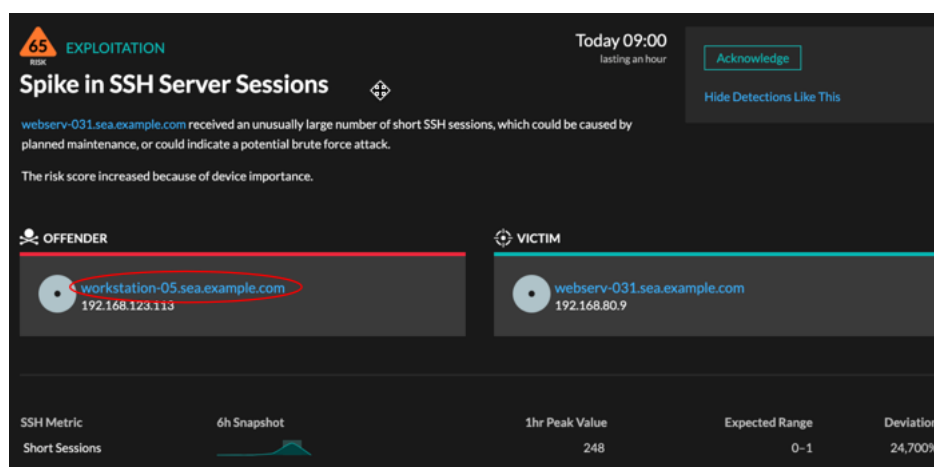 65
RISK
EXPLOITATION
Spike in SSH Server Sessions
Today 09:00
lasting an hour
Acknowledge
Hide Detections Like This
webserv-031.sea.example.com received an unusually large number of short SSH sessions, which could be caused by
planned maintenance, or could indicate a potential brute force attack.
The risk score increased because of device importance.
OFFENDER
workstation-05.sea.example.com
192.168.123.113
VICTIM
webserv-031.sea.example.com
192.168.80.9
SSH Metric 6h Snapshot 1hr Peak Value Expected Range Deviation
Short Sessions 248 0–1 24,700%